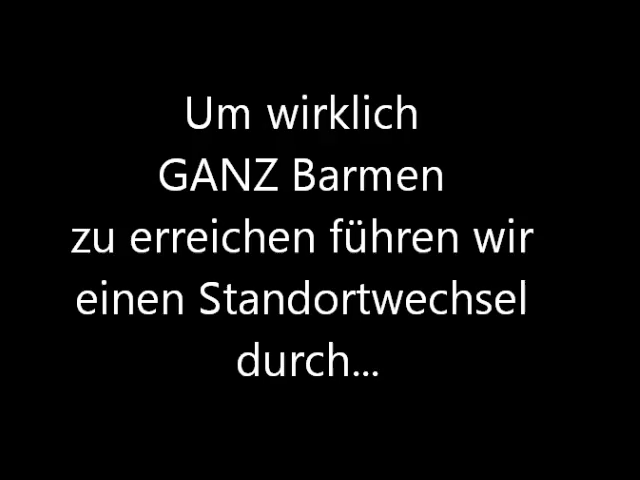 Um wirklich
GANZ Barmen
zu erreichen führen wir
einen Standortwechsel
durch...